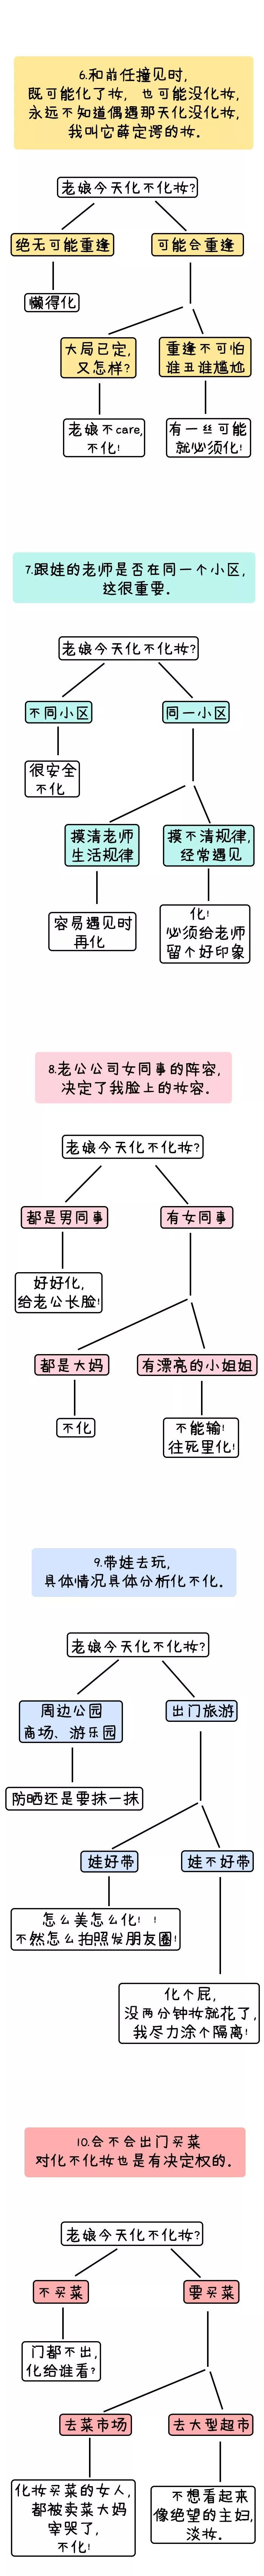 6.和前任撞见时,
既可能化了妆, 也可能没化妆,
永远不知道偶遇那天化没化妆,
我叫它薛定谔的妆.
老娘今天化不化妆?
绝无可能重逢
可能会重逢
懒得化
大局已定,
又怎样?
重逢不可怕
谁丑谁尴尬
老娘不care,
不化!
有一丝可能
就必须化!
7.跟娃的老师是否在同一个小区,
这很重要.
老娘今天化不化妆?
不同小区
同一小区
很安全
不化
摸清老师
生活规律
摸不清规律,
经常遇见
容易遇见时
再化
化!
必须给老师
留个好印象
8.老公公司女同事的阵容,
决定了我脸上的妆容.
老娘今天化不化妆?
都是男同事
有女同事
好好化,
给老公长脸!
都是大妈
有漂亮的小姐姐
不化
不能输!
往死里化!
9.带娃去玩,
具体情况具体分析化不化.
老娘今天化不化妆?
周边公园
商场、游乐园
出门旅游
防晒还是要抹一抹
娃好带
娃不好带
怎么美怎么化! !
不然怎么拍照发朋友圈!
化个屁,
没两分钟妆就花了,
我尽力涂个隔离!
10.会不会出门买菜
对化不化妆也是有决定权的.
老娘今天化不化妆?
不买菜
要买菜
门都不出,
化给谁看?
去菜市场
去大型超市
化妆买菜的女人,
都被卖菜大妈
宰哭了,
不化!
不想看起来
像绝望的主妇,
淡妆.